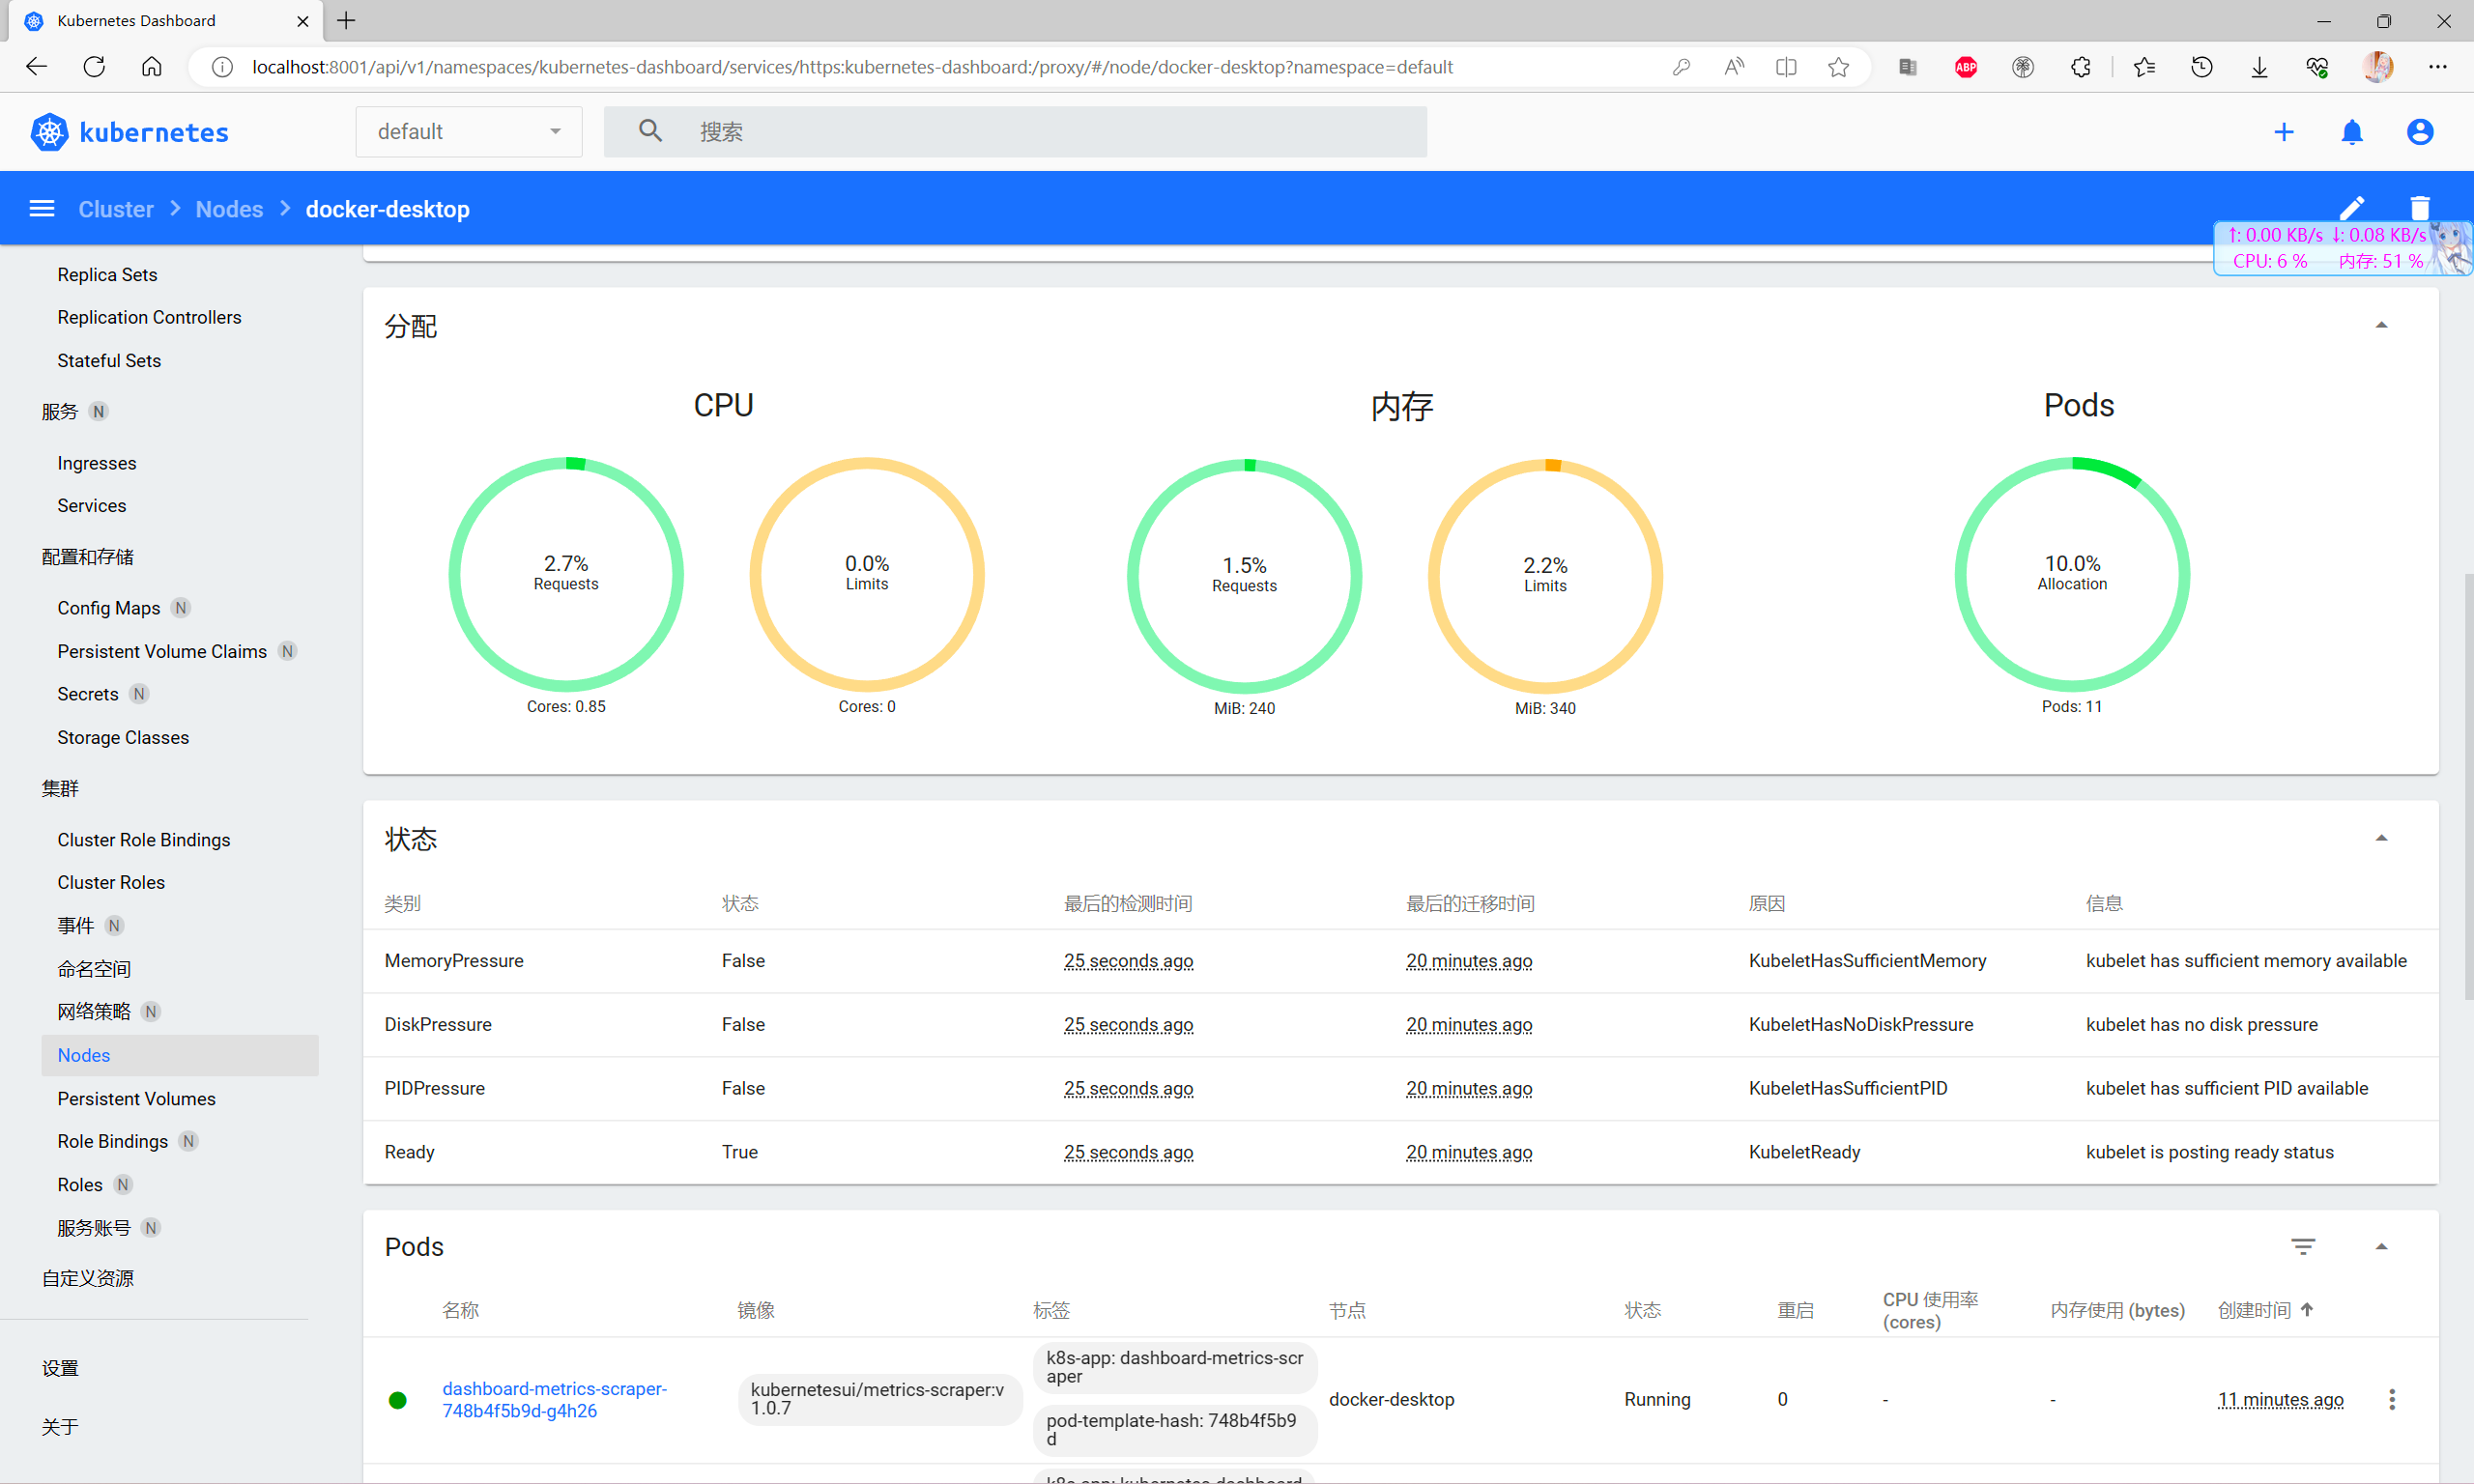 Kubernetes Dashboard
localhost:8001/api/v1/namespaces/kubernetes-dashboard/services/https:kubernetes-dashboard:/proxy/#/node/docker-desktop?namespace=default
ABP
kubernetes
default
搜索
Cluster
Nodes
docker-desktop
↑: 0.00 KB/s ↓: 0.08 KB/s
CPU: 6 % 内存: 51 %
Replica Sets
Replication Controllers
Stateful Sets
服务 N
Ingresses
Services
配置和存储
Config Maps N
Persistent Volume Claims N
Secrets N
Storage Classes
集群
Cluster Role Bindings
Cluster Roles
事件 N
命名空间
网络策略 N
Nodes
Persistent Volumes
Role Bindings N
Roles N
服务账号 N
自定义资源
设置
关于
分配
CPU
内存
Pods
2.7%
Requests
Cores: 0.85
0.0%
Limits
Cores: 0
1.5%
Requests
MiB: 240
2.2%
Limits
MiB: 340
10.0%
Allocation
Pods: 11
状态
类别 状态 最后的检测时间 最后的迁移时间 原因 信息
MemoryPressure False 25 seconds ago 20 minutes ago KubeletHasSufficientMemory kubelet has sufficient memory available
DiskPressure False 25 seconds ago 20 minutes ago KubeletHasNoDiskPressure kubelet has no disk pressure
PIDPressure False 25 seconds ago 20 minutes ago KubeletHasSufficientPID kubelet has sufficient PID available
Ready True 25 seconds ago 20 minutes ago KubeletReady kubelet is posting ready status
Pods
名称
镜像
标签
节点
状态
重启
CPU 使用率
(cores)
内存使用 (bytes)
创建时间
dashboard-metrics-scraper-
748b4f5b9d-g4h26
kubernetesui/metrics-scraper:v
1.0.7
k8s-app: dashboard-metrics-scr
aper
pod-template-hash: 748b4f5b9
d
docker-desktop
Running
0
-
-
11 minutes ago
k8s-app: kubernetes-dashboard